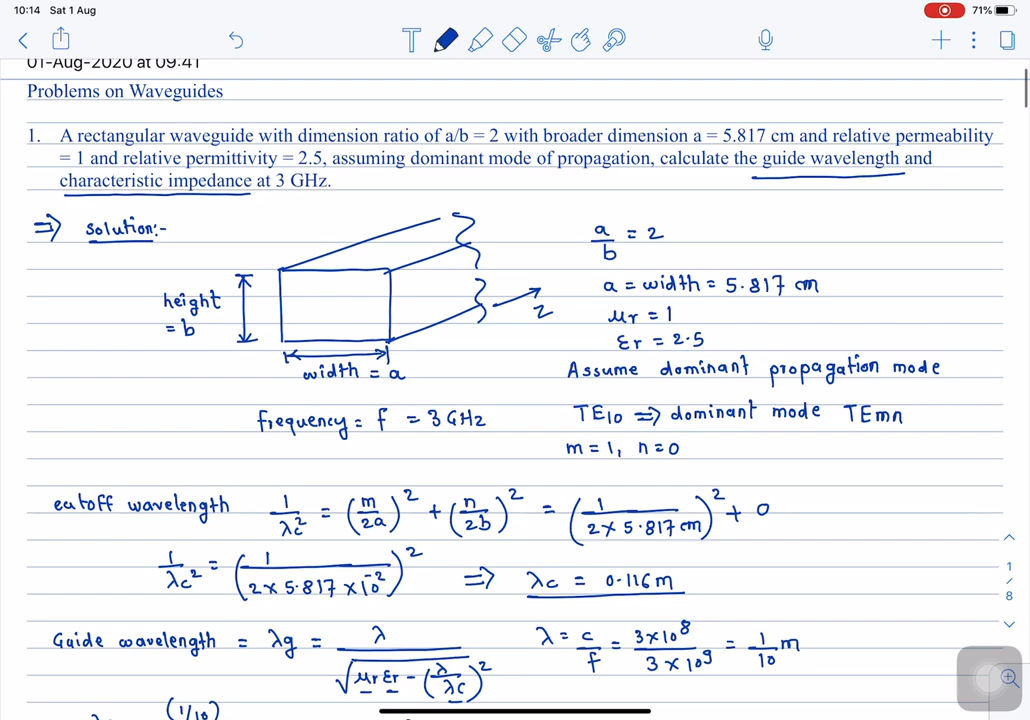 10:14 Sat 1 Aug
71%
01-Aug-2020 at 09:41
Problems on Waveguides
1. A rectangular waveguide with dimension ratio of a/b = 2 with broader dimension a = 5.817 cm and relative permeability
= 1 and relative permittivity = 2.5, assuming dominant mode of propagation, calculate the guide wavelength and
characteristic impedance at 3 GHz.
=> Solution:-
a/b = 2
height
= b
width = a
z
a = width = 5.817 cm
μr = 1
εr = 2.5
Assume dominant propagation mode
frequency = f = 3 GHz
TE10 => dominant mode TEmn
m = 1, n = 0
cutoff wavelength 1/λc² = (m/2a)² + (n/2b)² = (1/(2 × 5.817 cm))² + 0
1/λc² = (1/(2 × 5.817 × 10⁻²))² => λc = 0.116 m
Guide wavelength = λg = λ/√(μr εr - (λ/λc)²) λ = c/f = 3×10⁸/3×10⁹ = 1/10 m
(1/10)
1
/
8